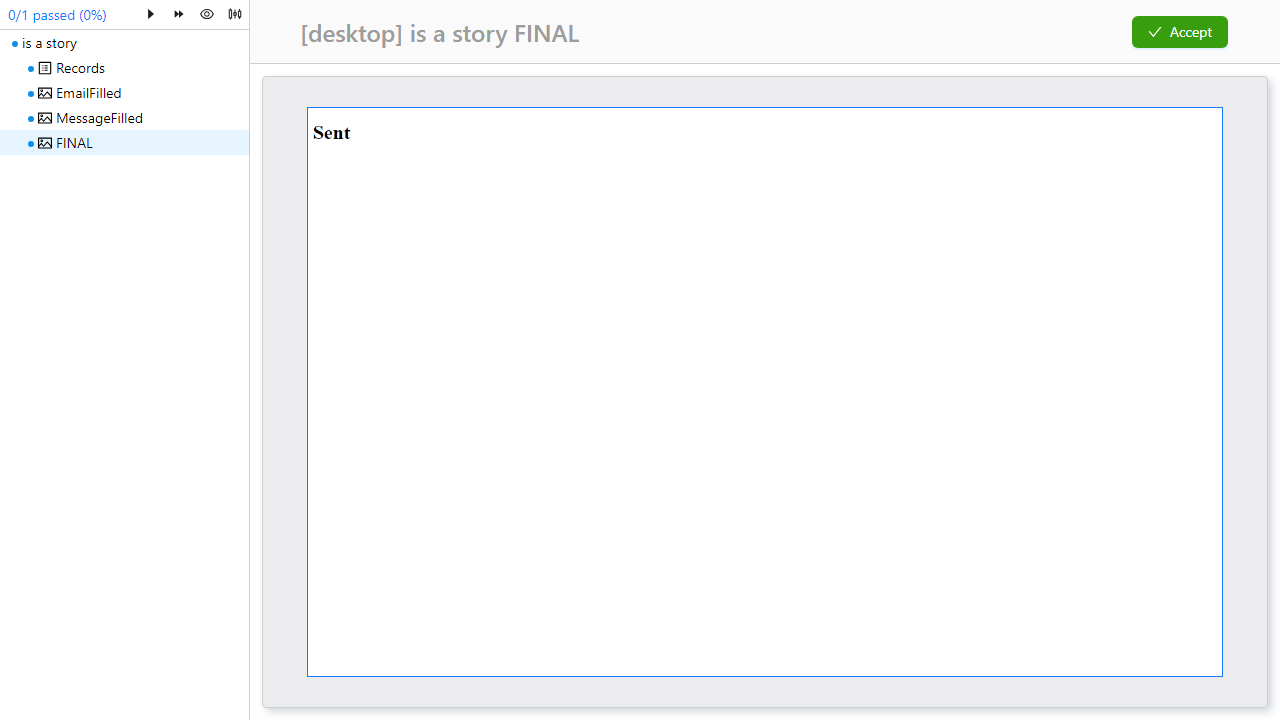 0/1 passed (0%)
is a story
Records
EmailFilled
MessageFilled
FINAL
[desktop] is a story FINAL
Accept
Sent